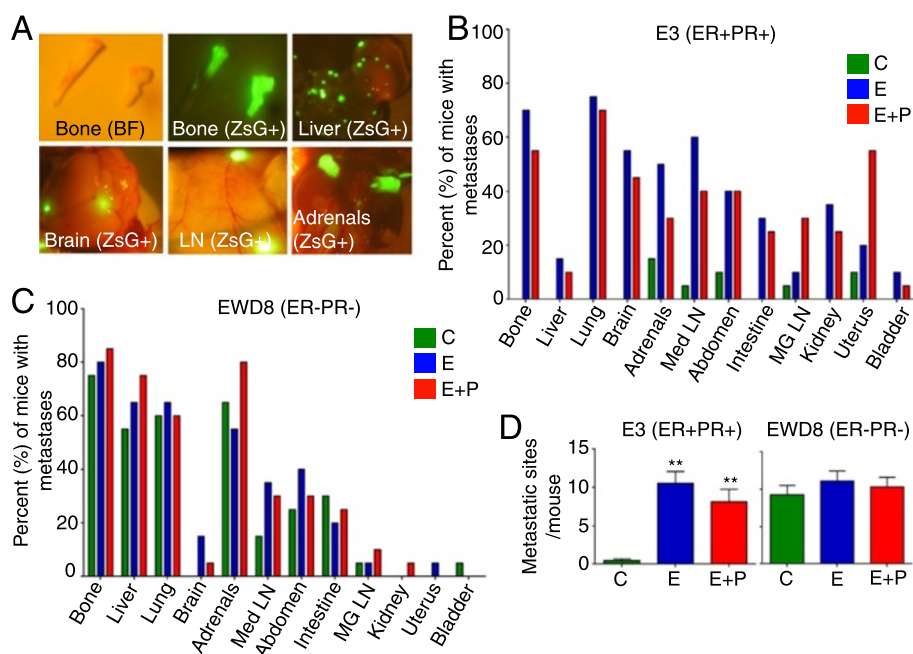 A
Bone (BF)
Bone (ZsG+)
Liver (ZsG+)
Brain (ZsG+)
LN (ZsG+)
Adrenals
(ZsG+)
B
E3 (ER+PR+)
Percent (%) of mice with
metastases
100
80
60
40
20
0
C
E
E+P
Bone
Liver
Lung
Brain
Adrenals
Med LN
Abdomen
Intestine
MG LN
Kidney
Uterus
Bladder
C
EWD8 (ER-PR-)
Percent (%) of mice with
metastases
100
80
60
40
20
0
C
E
E+P
Bone
Liver
Lung
Brain
Adrenals
Med LN
Abdomen
Intestine
MG LN
Kidney
Uterus
Bladder
D
E3 (ER+PR+)
EWD8 (ER-PR-)
Metastatic sites
/mouse
15
10
5
0
**
**
C
E
E+P
C
E
E+P